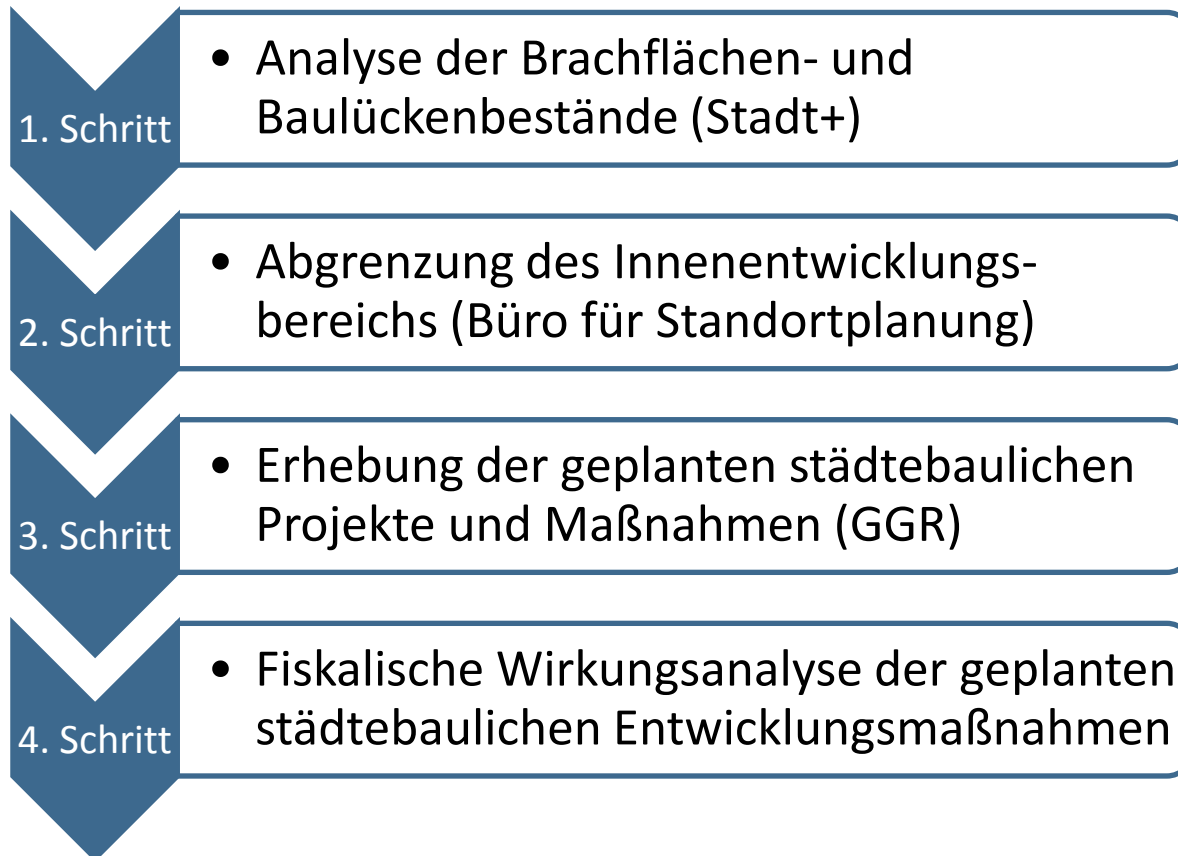 1. Schritt
• Analyse der Brachflächen- und
Baulückenbestände (Stadt+)
2. Schritt
• Abgrenzung des Innenentwicklungs-
bereichs (Büro für Standortplanung)
3. Schritt
• Erhebung der geplanten städtebaulichen
Projekte und Maßnahmen (GGR)
4. Schritt
• Fiskalische Wirkungsanalyse der geplanten
städtebaulichen Entwicklungsmaßnahmen